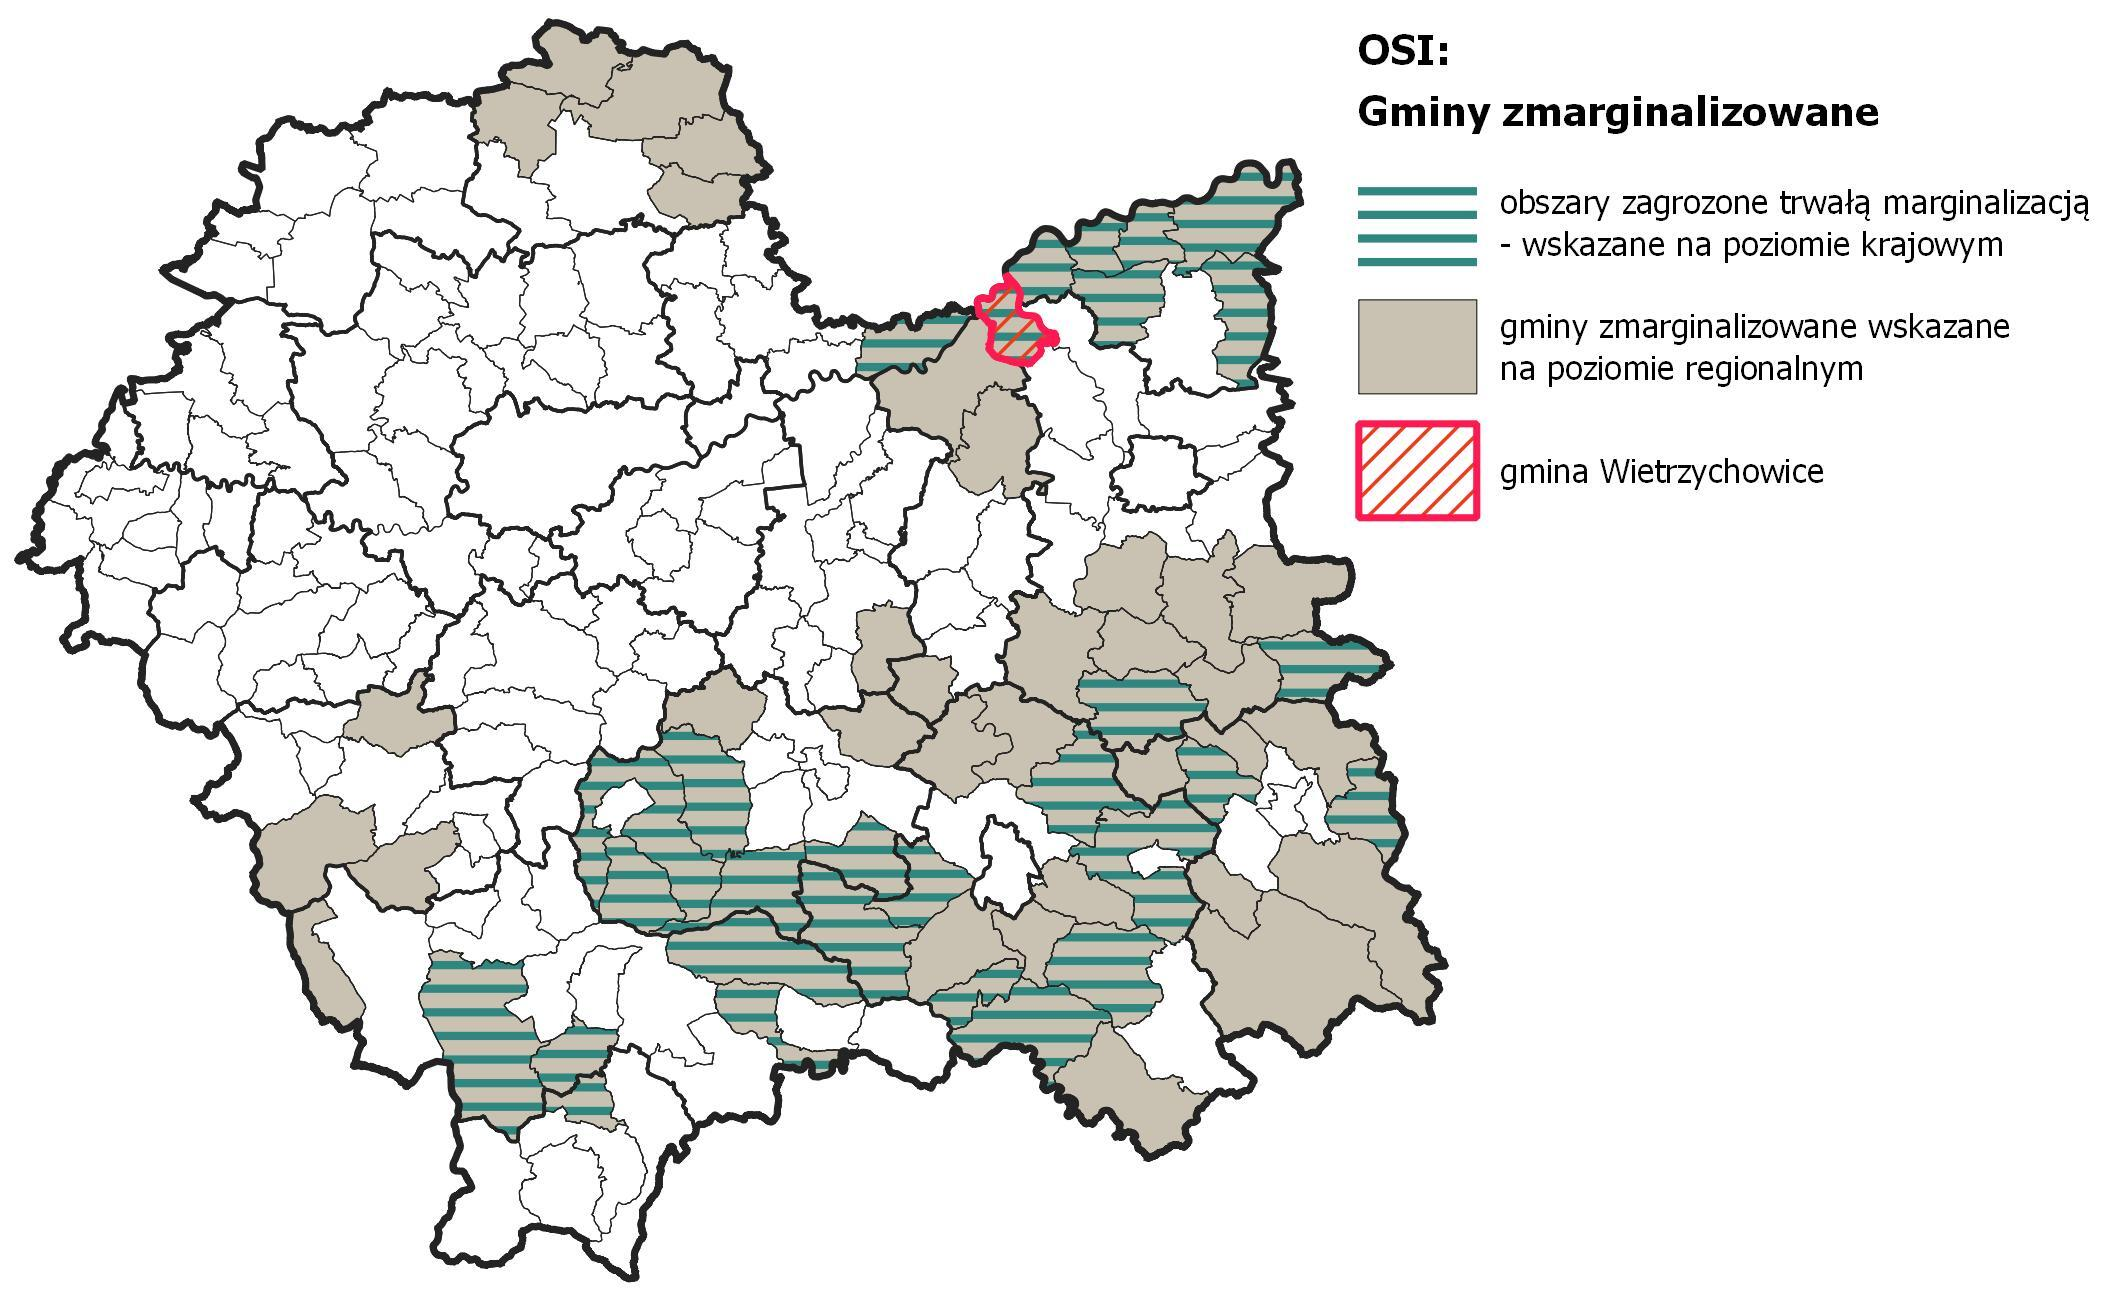 OSI:
Gminy zmarginalizowane
obszary zagrozone trwałą marginalizacją
- wskazane na poziomie krajowym
gminy zmarginalizowane wskazane
na poziomie regionalnym
gmina Wietrzychowice